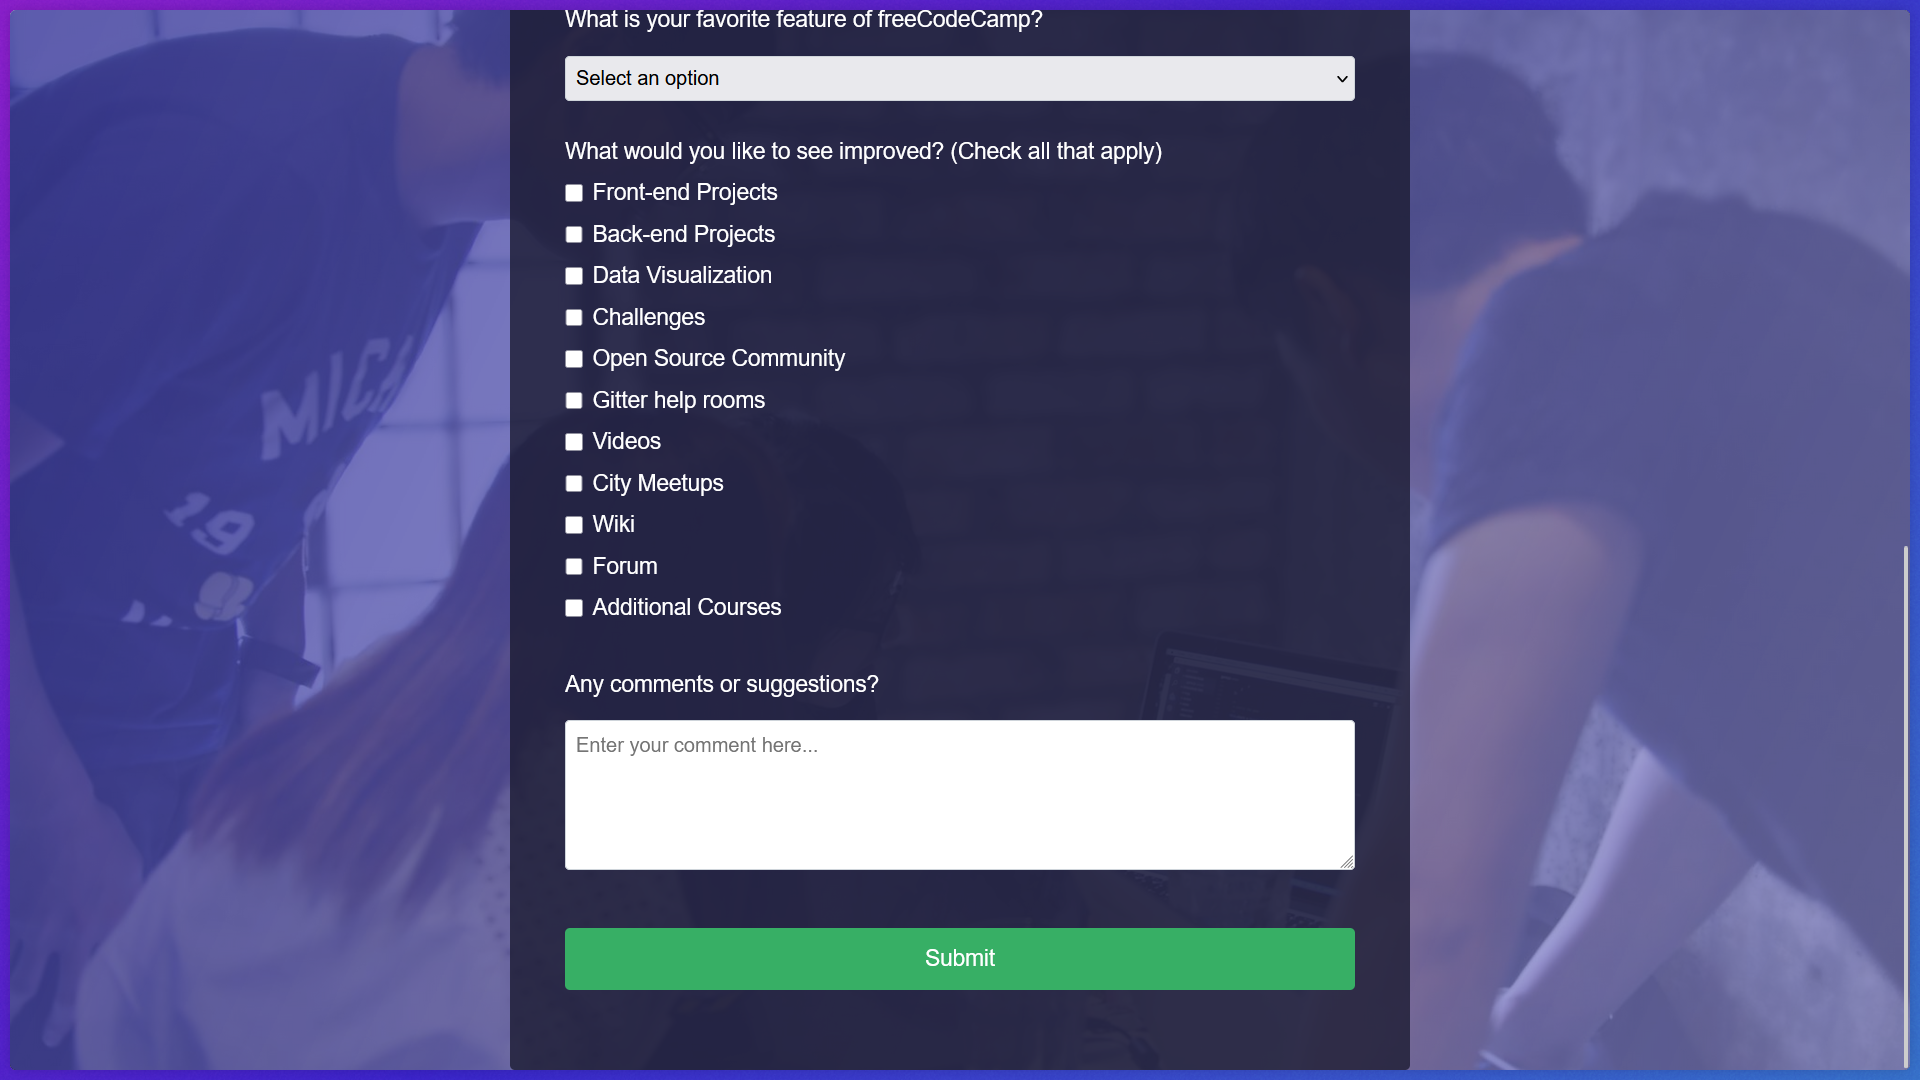 What is your favorite feature of freeCodeCamp?
Select an option
What would you like to see improved? (Check all that apply)
Front-end Projects
Back-end Projects
Data Visualization
Challenges
Open Source Community
Gitter help rooms
Videos
City Meetups
Wiki
Forum
Additional Courses
Any comments or suggestions?
Enter your comment here...
Submit
MICH
19